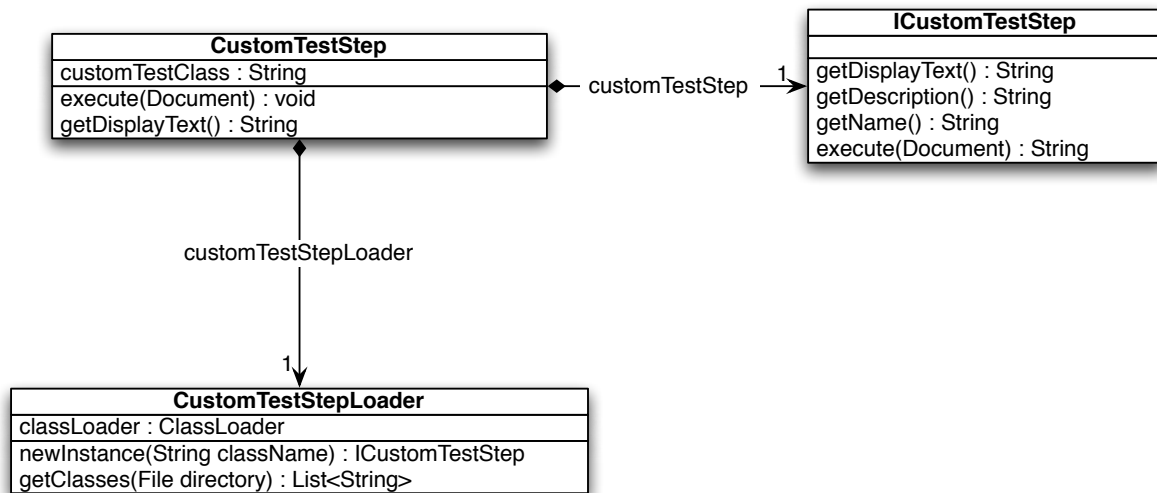 ICustomTestStep
getDisplayText() : String
getDescription() : String
getName() : String
execute(Document) : String
CustomTestStep
customTestClass : String
execute(Document) : void
getDisplayText() : String
customTestStep
1
customTestStepLoader
1
CustomTestStepLoader
classLoader : ClassLoader
newInstance(String className) : ICustomTestStep
getClasses(File directory) : List<String>